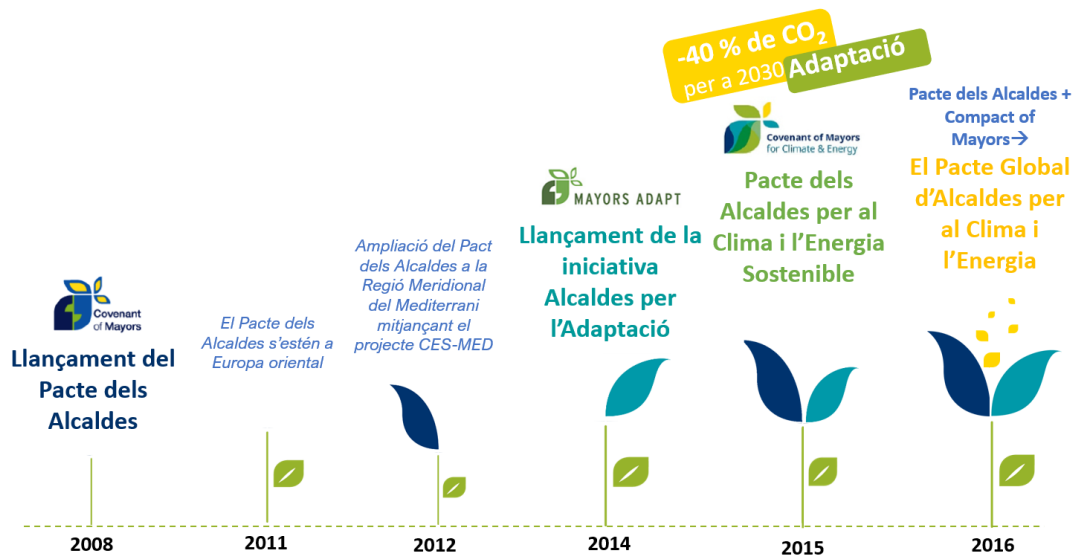 -40 % de CO₂
per a 2030
Adaptació
Covenant
of Mayors
Llançament del
Pacte dels
Alcaldes
El Pacte dels
Alcaldes s'estén a
Europa oriental
Ampliació del Pact
dels Alcaldes a la
Regió Meridional
del Mediterrani
mitjançant el
projecte CES-MED
MAYORS ADAPT
Llançament de la
iniciativa
Alcaldes per
l'Adaptació
Covenant of Mayors
for Climate & Energy
Pacte dels
Alcaldes per al
Clima i l'Energia
Sostenible
Pacte dels Alcaldes +
Compact of
Mayors→
El Pacte Global
d'Alcaldes per
al Clima i
l'Energia
2008
2011
2012
2014
2015
2016